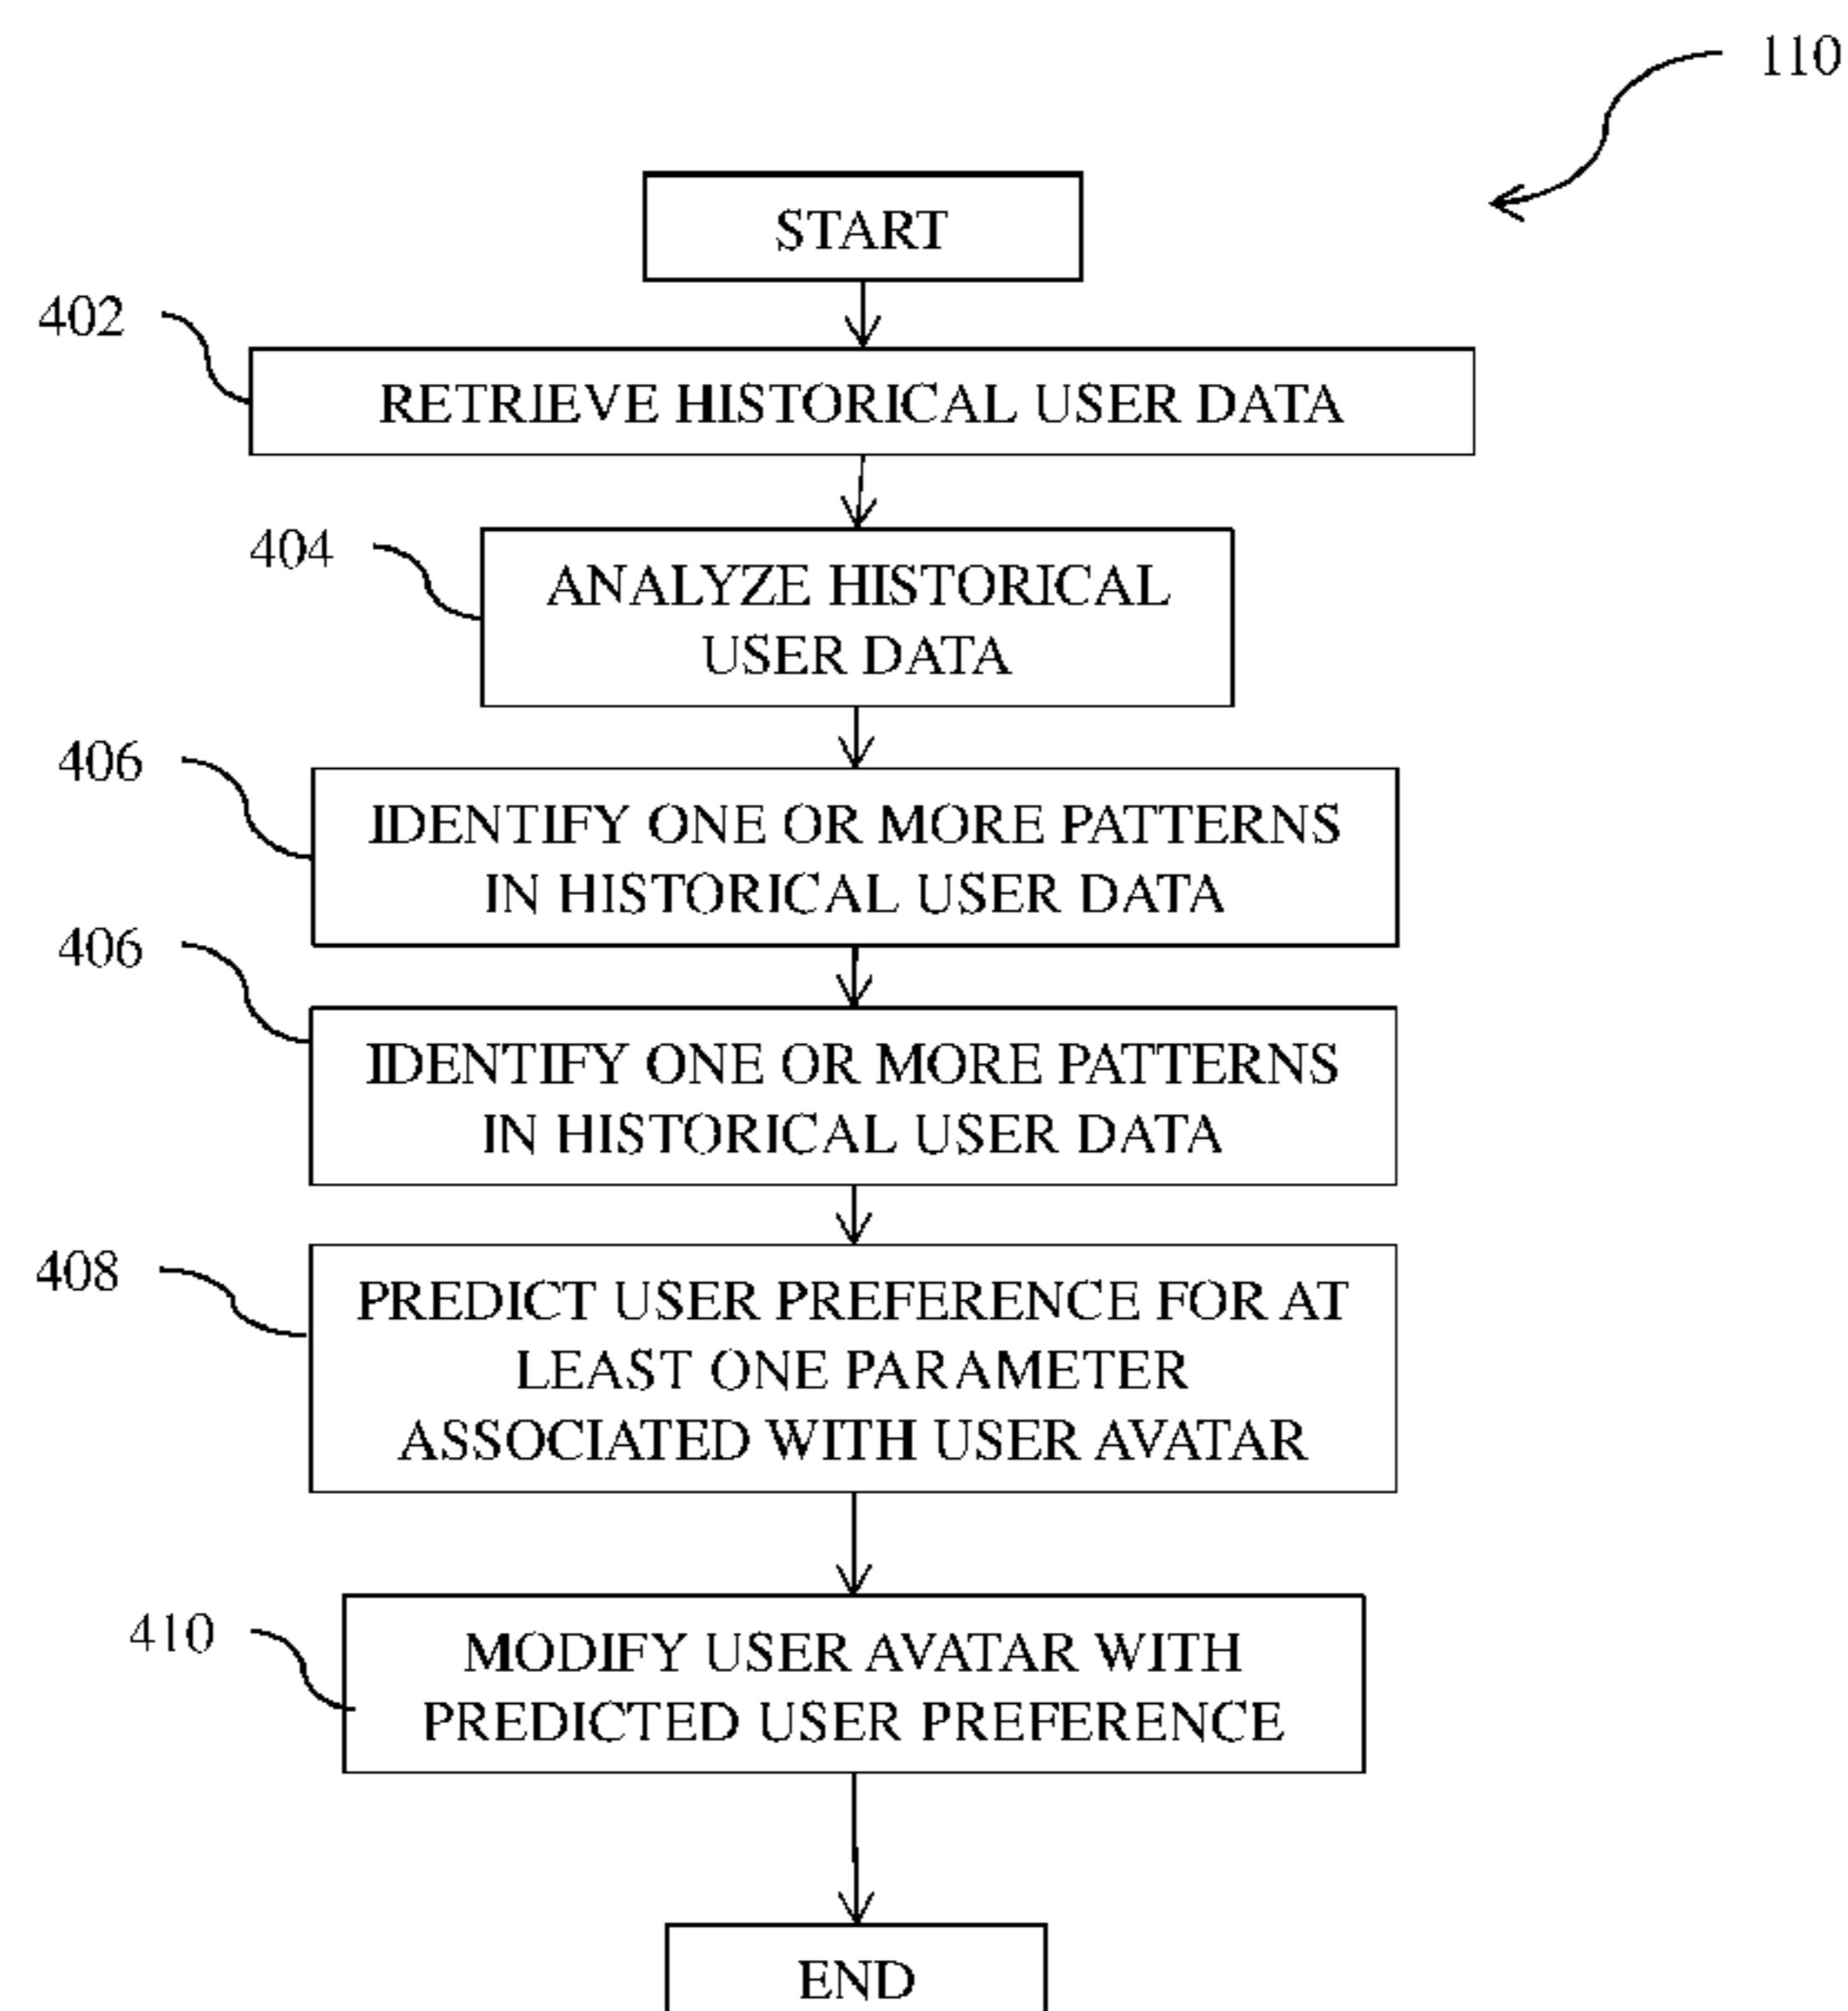 110
START
402
RETRIEVE HISTORICAL USER DATA
404
ANALYZE HISTORICAL
USER DATA
406
IDENTIFY ONE OR MORE PATTERNS
IN HISTORICAL USER DATA
406
IDENTIFY ONE OR MORE PATTERNS
IN HISTORICAL USER DATA
408
PREDICT USER PREFERENCE FOR AT
LEAST ONE PARAMETER
ASSOCIATED WITH USER AVATAR
410
MODIFY USER AVATAR WITH
PREDICTED USER PREFERENCE
END